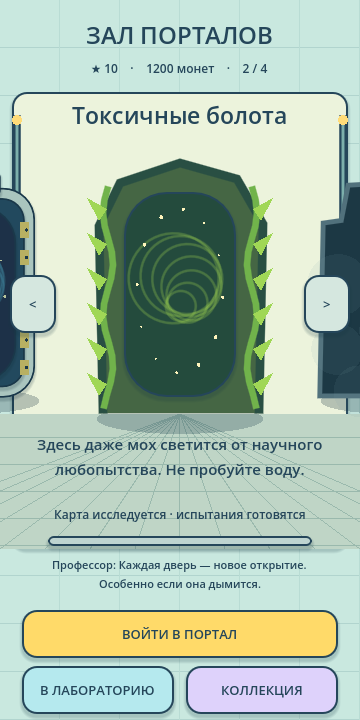 ЗАЛ ПОРТАЛОВ
★ 10 · 1200 монет · 2 / 4
Токсичные болота
<
>
Здесь даже мох светится от научного
любопытства. Не пробуйте воду.
Карта исследуется · испытания готовятся
Профессор: Каждая дверь — новое открытие.
Особенно если она дымится.
ВОЙТИ В ПОРТАЛ
В ЛАБОРАТОРИЮ
КОЛЛЕКЦИЯ